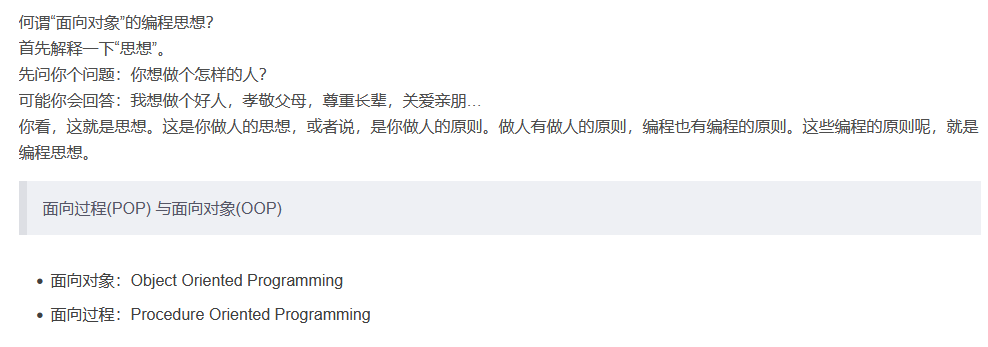 何谓“面向对象”的编程思想？
首先解释一下“思想”。
先问你个问题：你想做个怎样的人？
可能你会回答：我想做个好人，孝敬父母，尊重长辈，关爱亲朋…
你看，这就是思想。这是你做人的思想，或者说，是你做人的原则。做人有做人的原则，编程也有编程的原则。这些编程的原则呢，就是
编程思想。
面向过程(POP) 与面向对象(OOP)
• 面向对象：Object Oriented Programming
• 面向过程：Procedure Oriented Programming